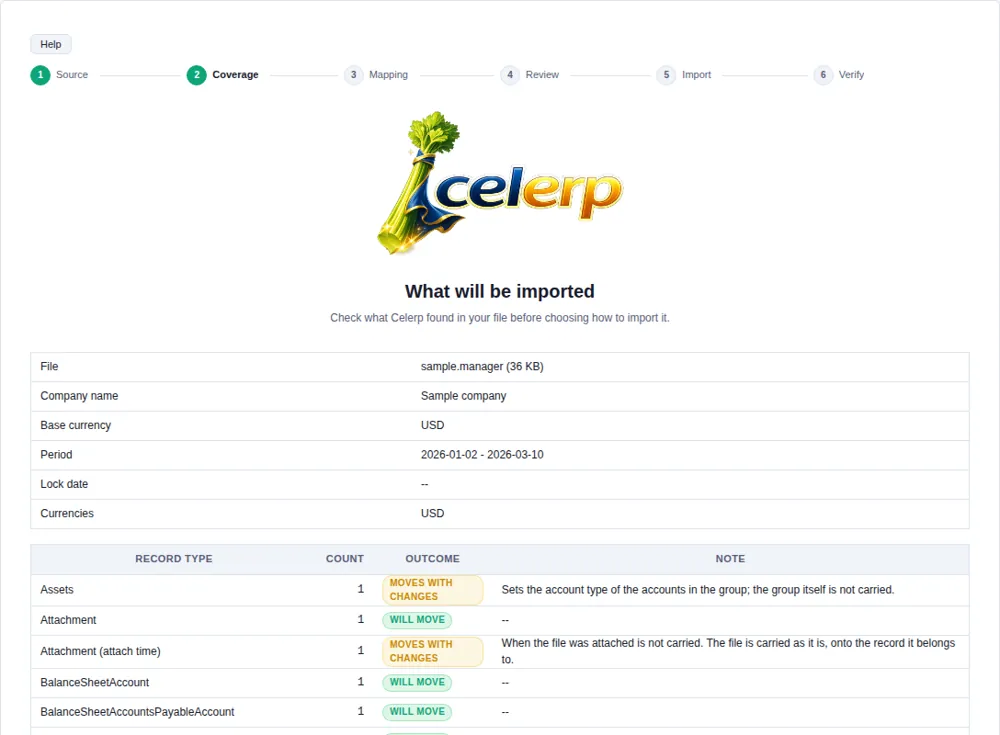 Help
1 Source 2 Coverage 3 Mapping 4 Review 5 Import 6 Verify
celerp
What will be imported
Check what Celerp found in your file before choosing how to import it.
File sample.manager (36 KB)
Company name Sample company
Base currency USD
Period 2026-01-02 - 2026-03-10
Lock date --
Currencies USD
RECORD TYPE COUNT OUTCOME NOTE
Assets 1 MOVES WITH CHANGES Sets the account type of the accounts in the group; the group itself is not carried.
Attachment 1 WILL MOVE --
Attachment (attach time) 1 MOVES WITH CHANGES When the file was attached is not carried. The file is carried as it is, onto the record it belongs to.
BalanceSheetAccount 1 WILL MOVE --
BalanceSheetAccountsPayableAccount 1 WILL MOVE --